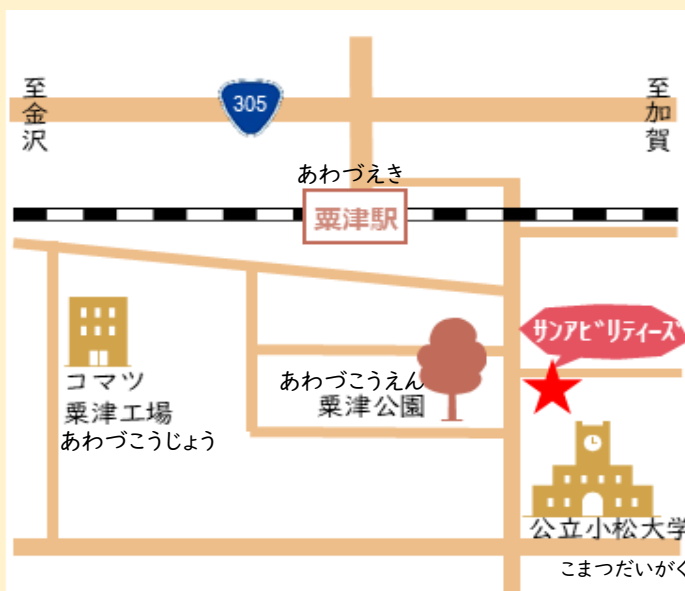 至金沢
305
至加賀
あわづえき
粟津駅
サンアビリティーズ
コマツ
粟津工場
あわづこうじょう
あわづこうえん
粟津公園
公立小松大学
こまつだいがく